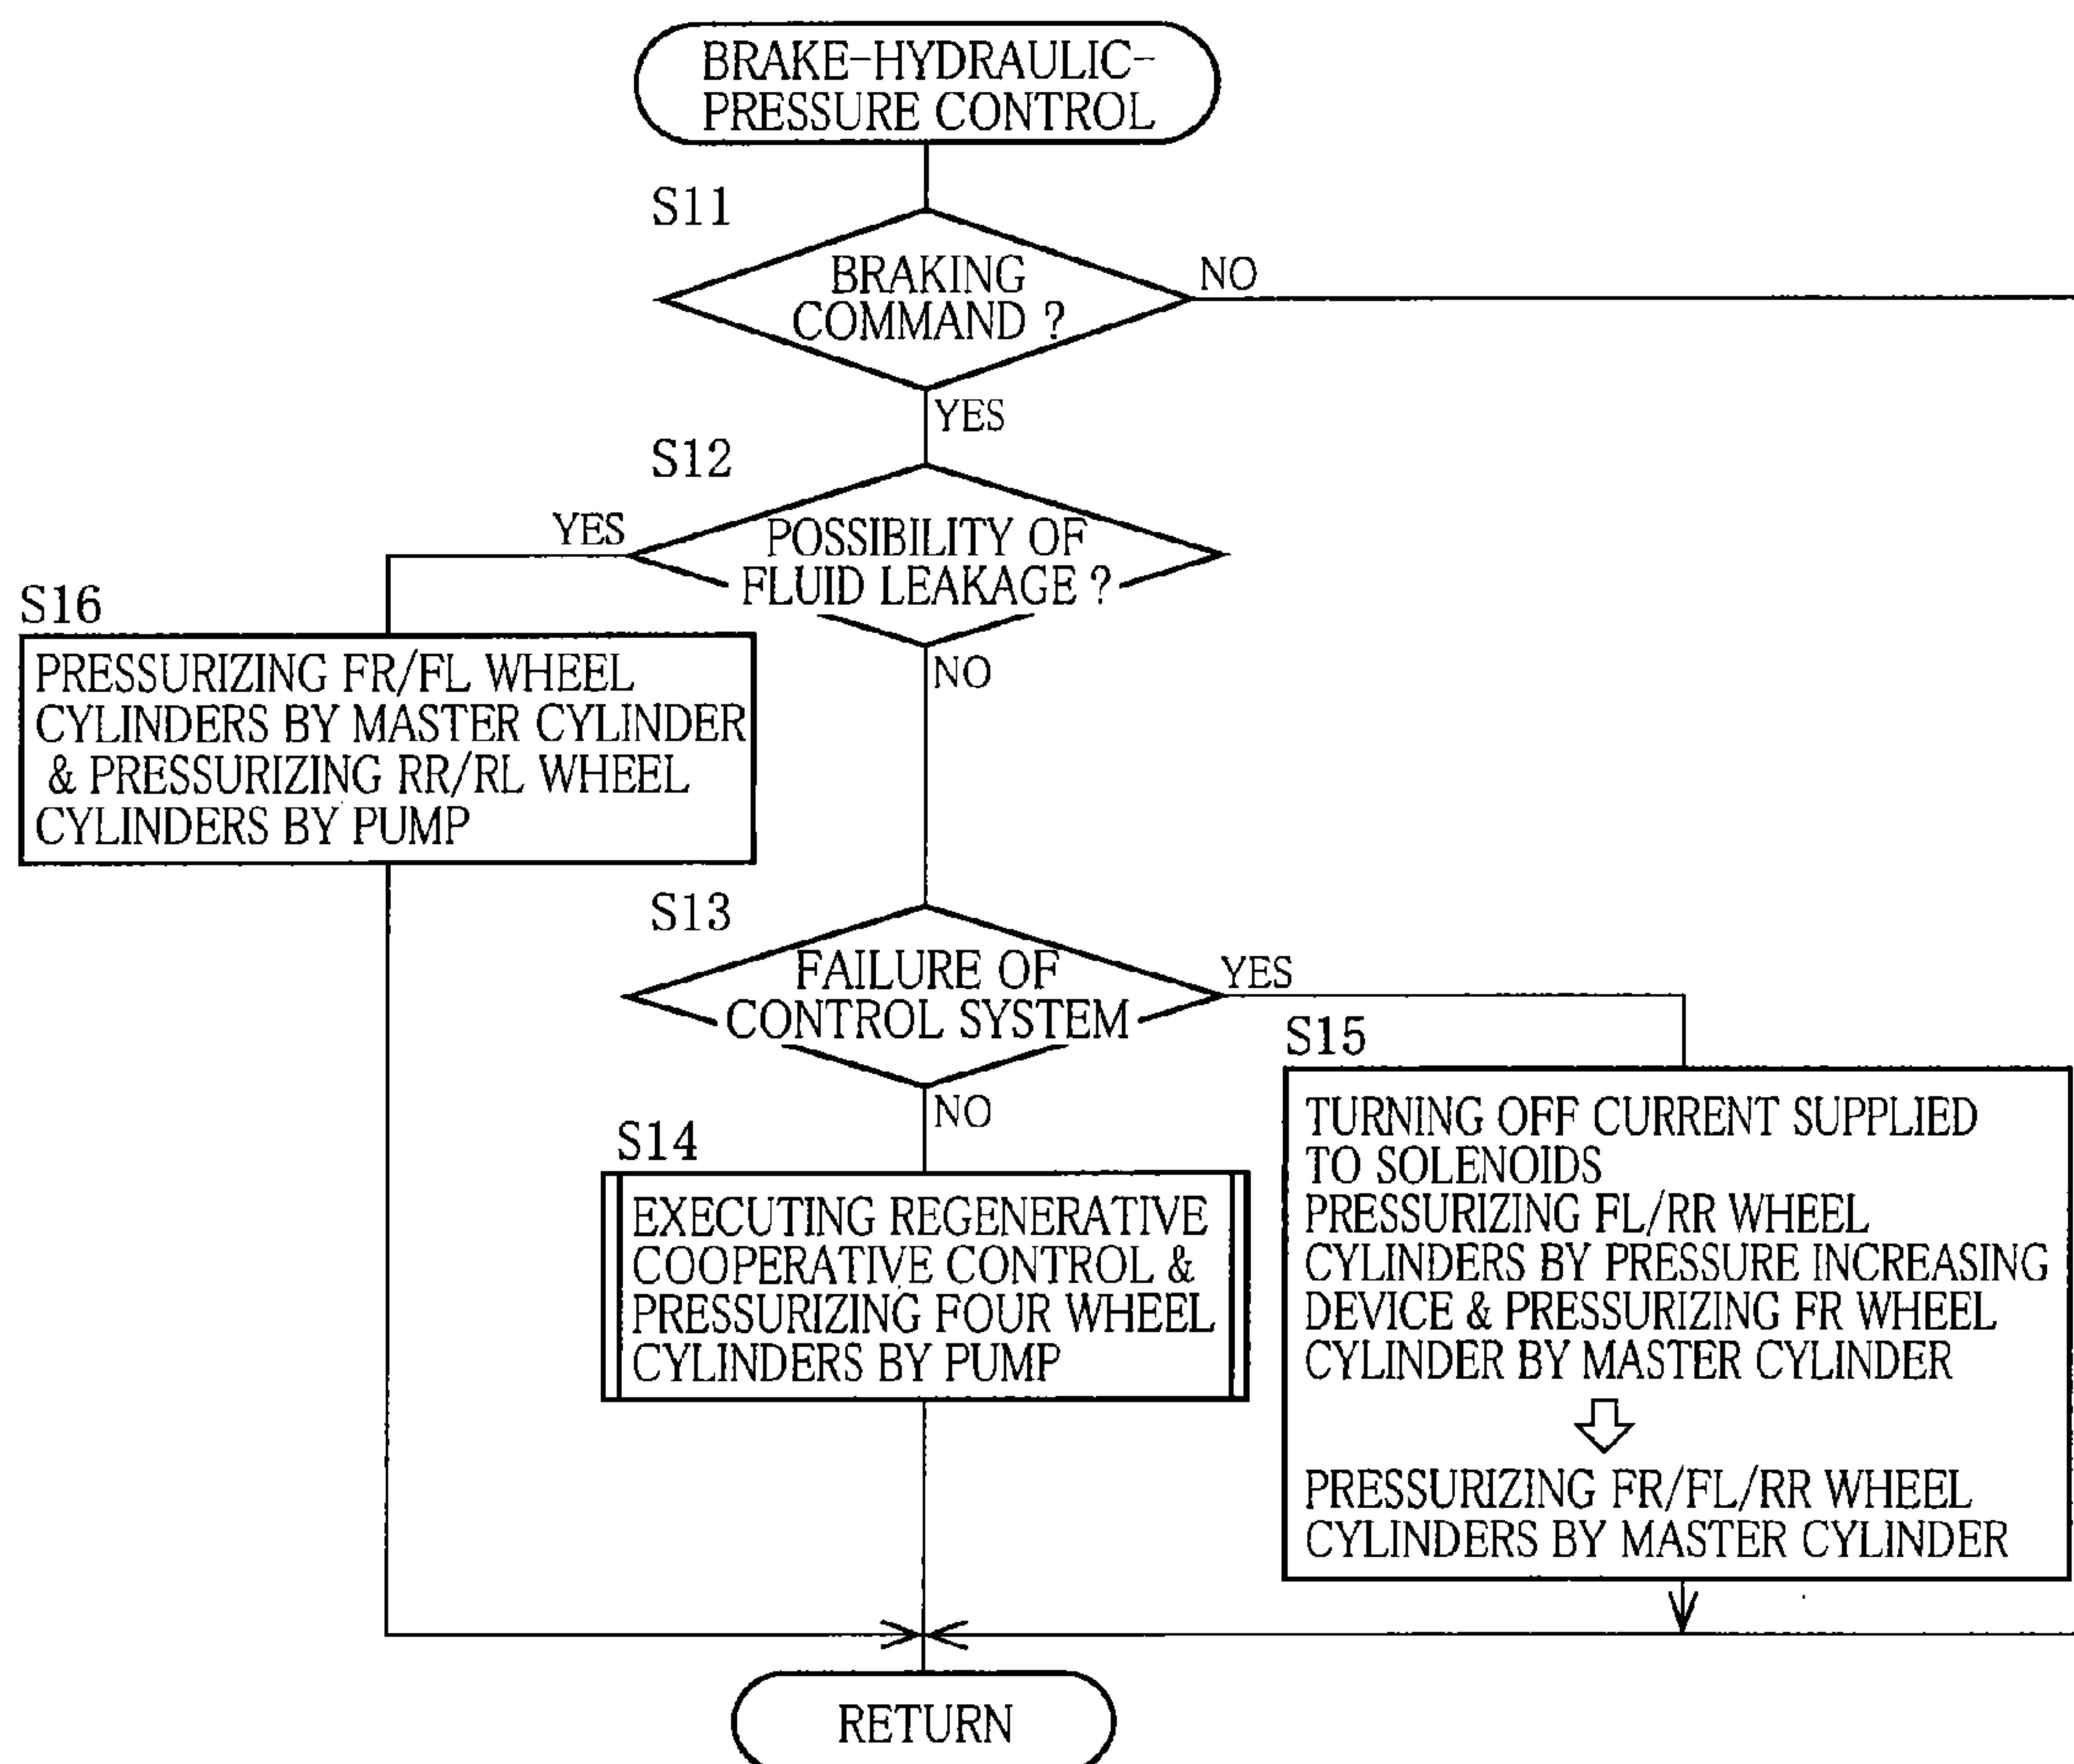 BRAKE-HYDRAULIC-
PRESSURE CONTROL
S11
BRAKING
COMMAND ?
NO
YES
S12
POSSIBILITY OF
FLUID LEAKAGE ?
YES
NO
S16
PRESSURIZING FR/FL WHEEL
CYLINDERS BY MASTER CYLINDER
& PRESSURIZING RR/RL WHEEL
CYLINDERS BY PUMP
S13
FAILURE OF
CONTROL SYSTEM
YES
NO
S14
EXECUTING REGENERATIVE
COOPERATIVE CONTROL &
PRESSURIZING FOUR WHEEL
CYLINDERS BY PUMP
S15
TURNING OFF CURRENT SUPPLIED
TO SOLENOIDS
PRESSURIZING FL/RR WHEEL
CYLINDERS BY PRESSURE INCREASING
DEVICE & PRESSURIZING FR WHEEL
CYLINDER BY MASTER CYLINDER
PRESSURIZING FR/FL/RR WHEEL
CYLINDERS BY MASTER CYLINDER
RETURN